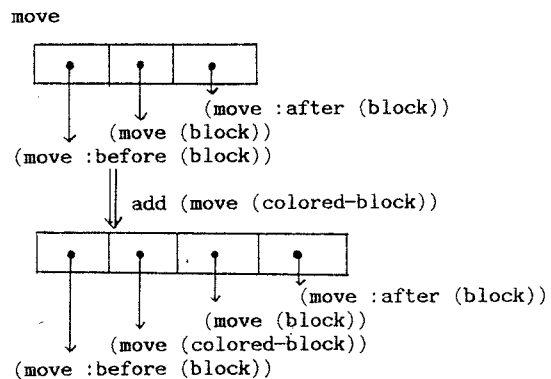 move
(move :after (block))
(move (block))
(move :before (block))
add (move (colored-block))
(move :after (block))
(move (block))
(move (colored-block))
(move :before (block))